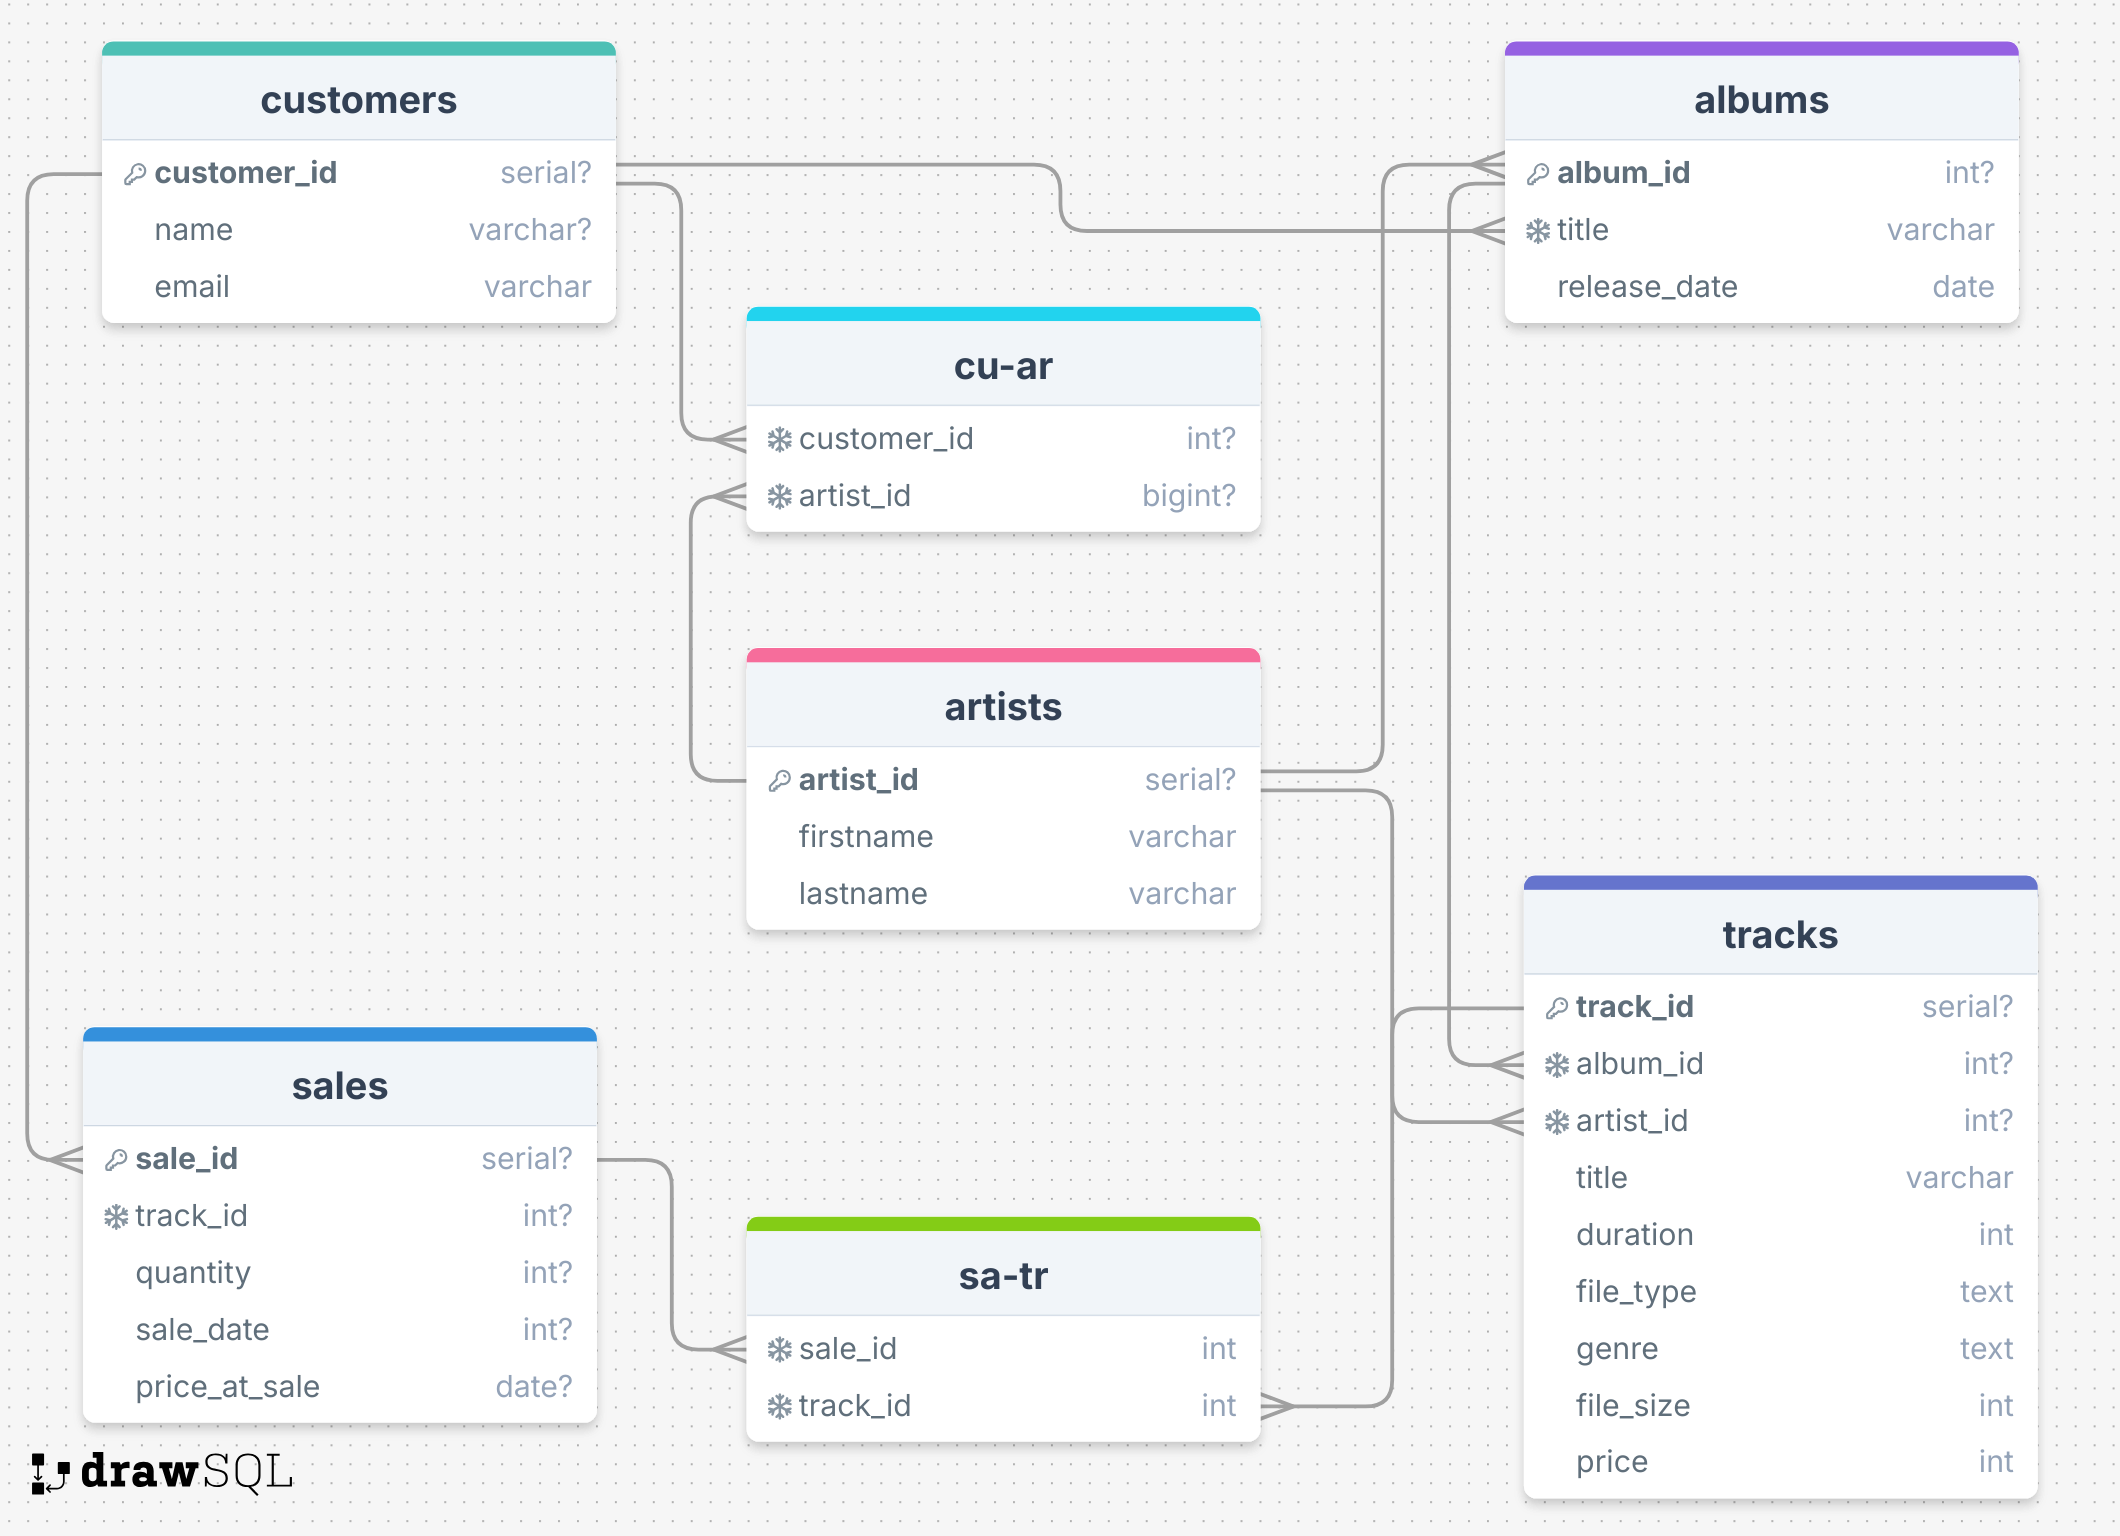 customers
customer_id serial?
name varchar?
email varchar
albums
album_id int?
title varchar
release_date date
cu-ar
customer_id int?
artist_id bigint?
artists
artist_id serial?
firstname varchar
lastname varchar
tracks
track_id serial?
album_id int?
artist_id int?
title varchar
duration int
file_type text
genre text
file_size int
price int
sales
sale_id serial?
track_id int?
quantity int?
sale_date int?
price_at_sale date?
sa-tr
sale_id int
track_id int
drawSQL